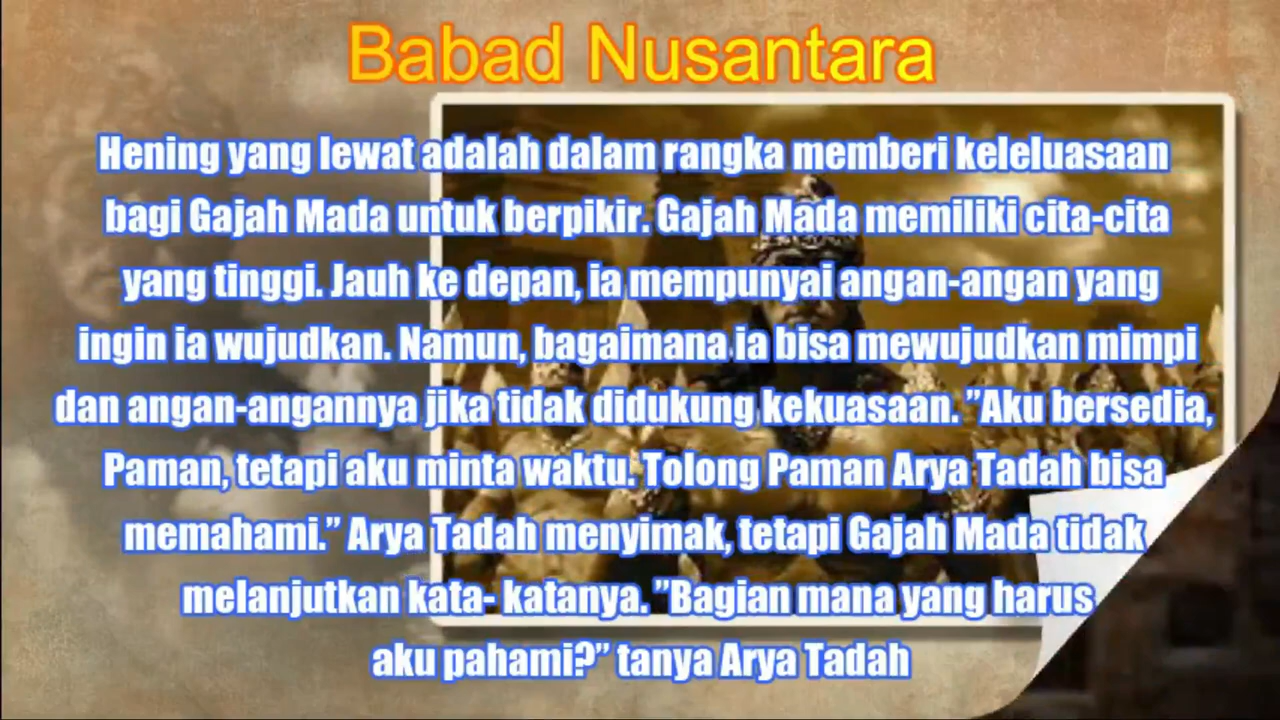 Babad Nusantara
Hening yang lewat adalah dalam rangka memberi keleluasaan
bagi Gajah Mada untuk berpikir. Gajah Mada memiliki cita-cita
yang tinggi. Jauh ke depan, ia mempunyai angan-angan yang
ingin ia wujudkan. Namun, bagaimana ia bisa mewujudkan mimpi
dan angan-angannya jika tidak didukung kekuasaan. ”Aku bersedia,
Paman, tetapi aku minta waktu. Tolong Paman Arya Tadah bisa
memahami.” Arya Tadah menyimak, tetapi Gajah Mada tidak
melanjutkan kata- katanya. ”Bagian mana yang harus
aku pahami?” tanya Arya Tadah